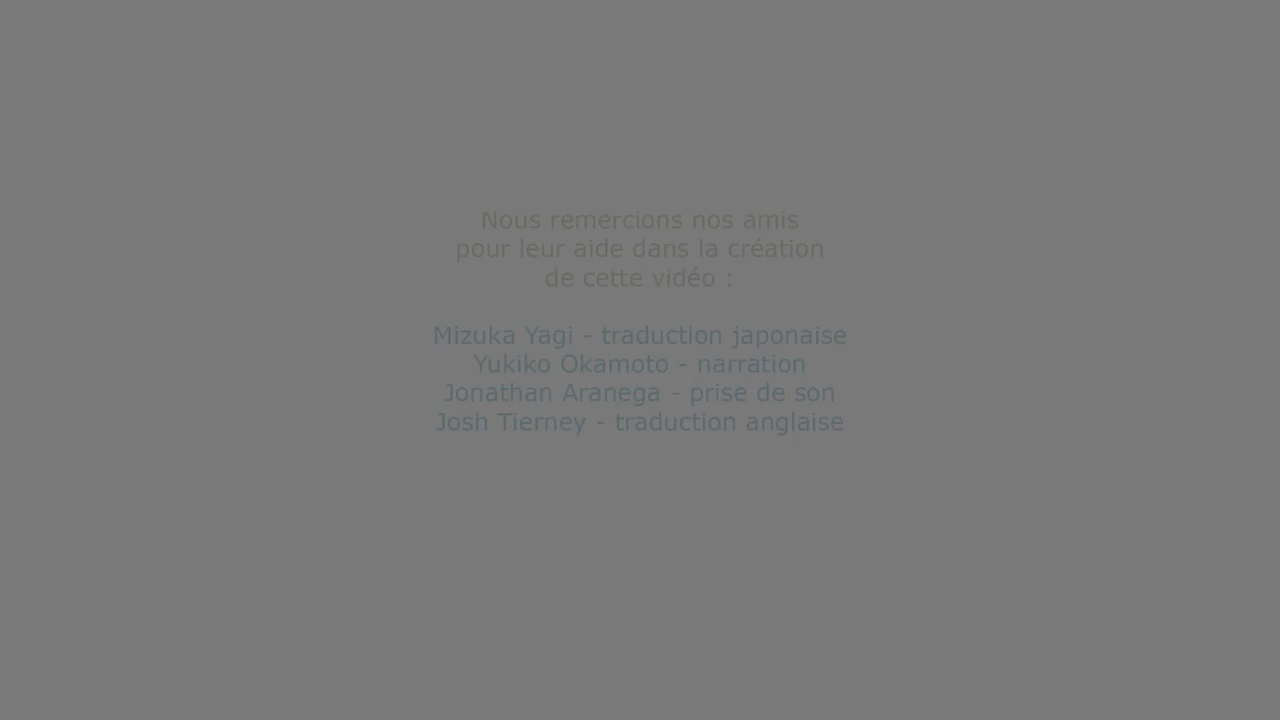 Nous remercions nos amis
pour leur aide dans la création
de cette vidéo :
Mizuka Yagi - traduction japonaise
Yukiko Okamoto - narration
Jonathan Aranega - prise de son
Josh Tierney - traduction anglaise